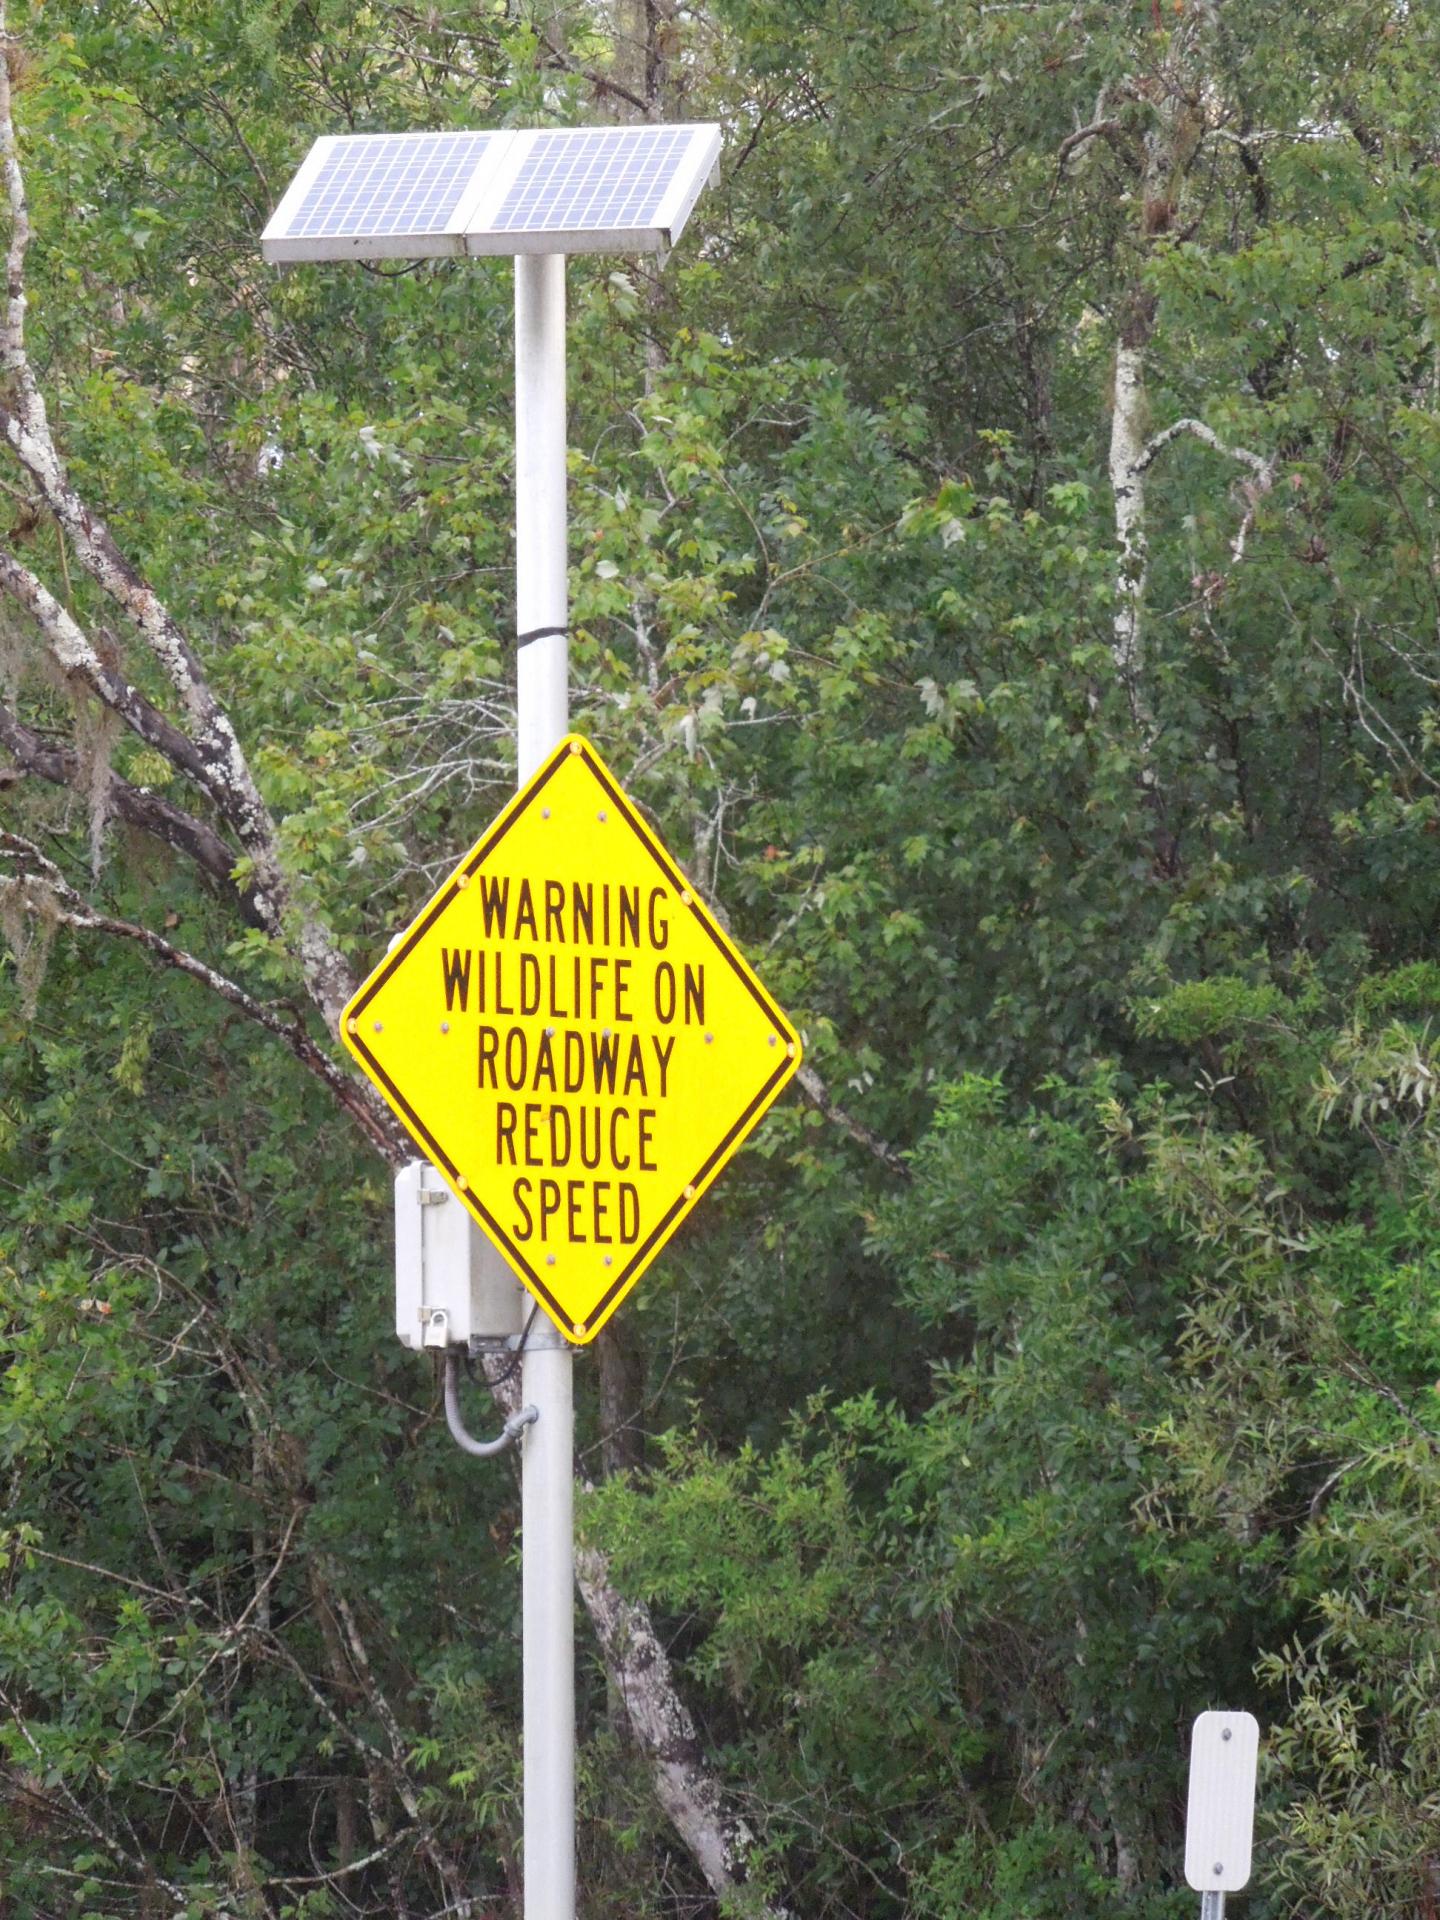 WARNING
WILDLIFE ON
ROADWAY
REDUCE
SPEED